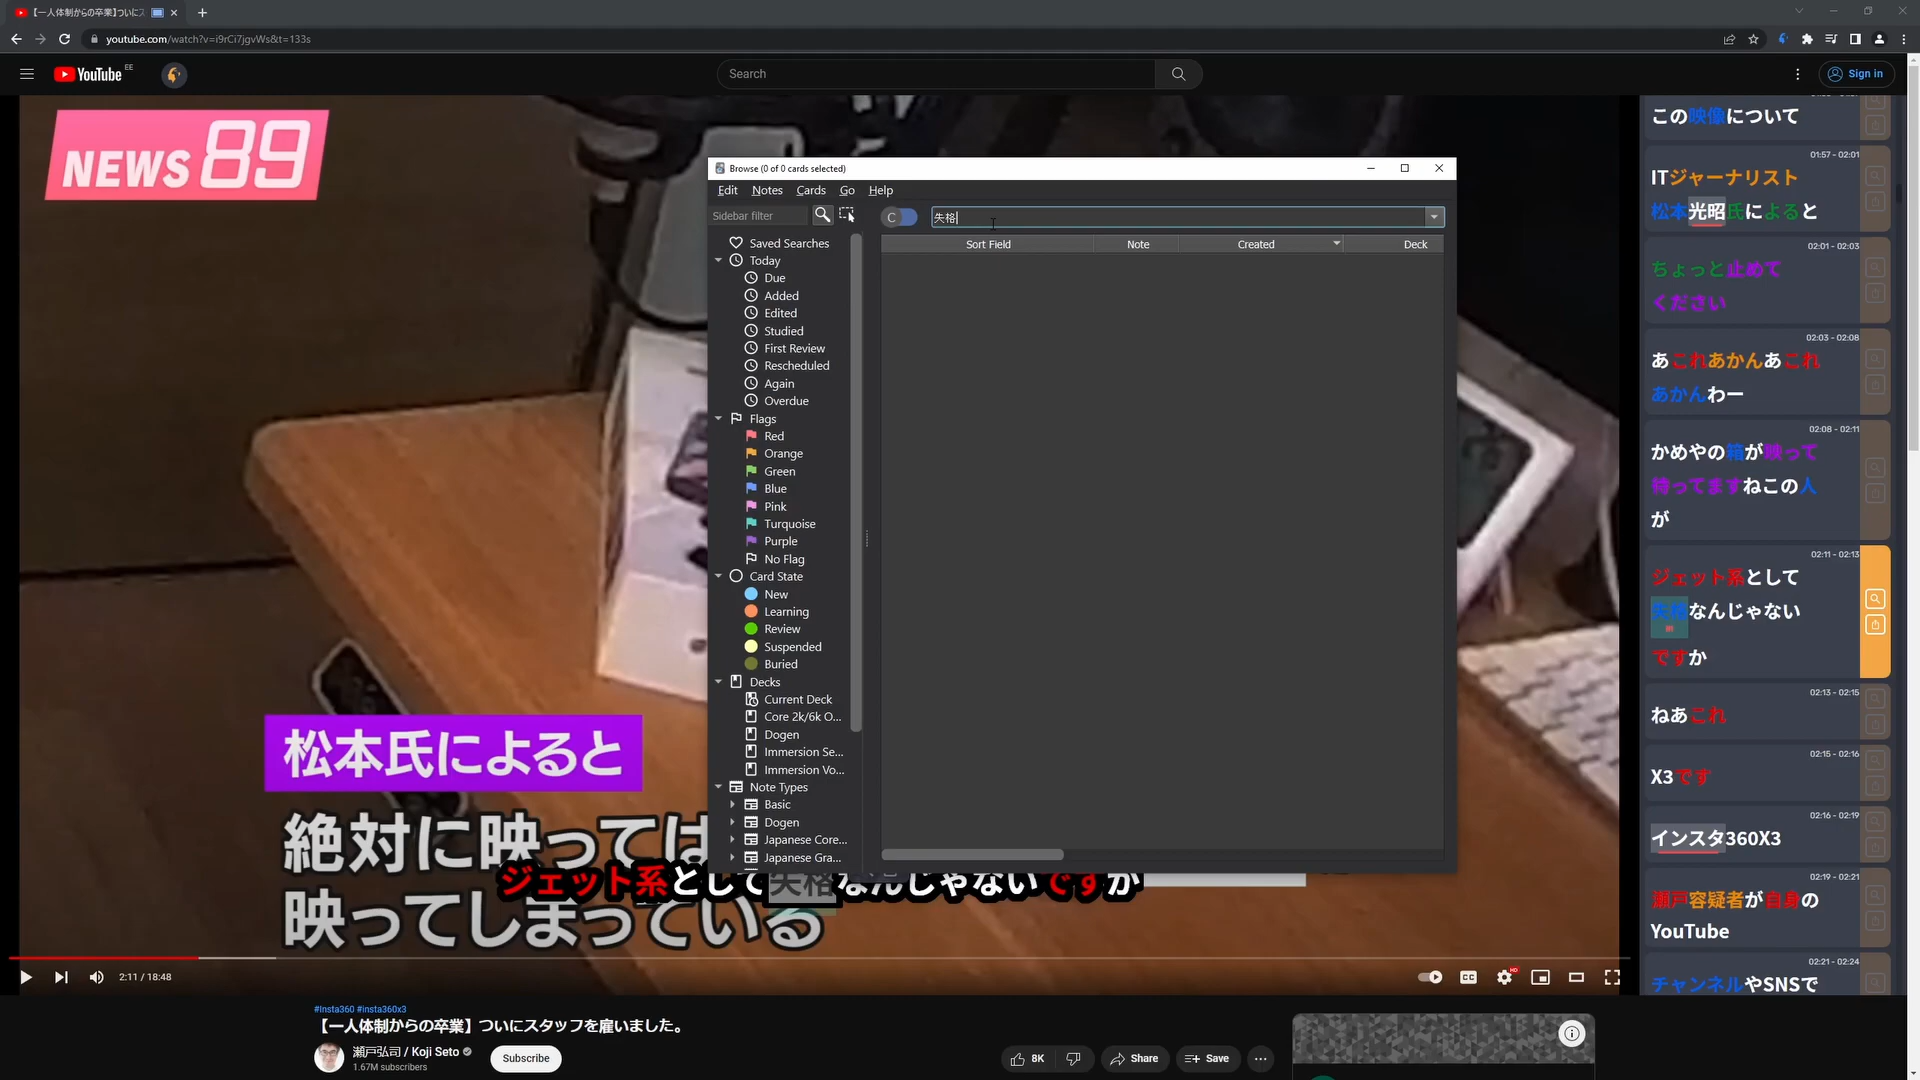 【一人体制からの卒業】ついにス
youtube.com/watch?v=i9rCi7jgvWs&t=133s
YouTube EE
Search
Sign in
NEWS 89
松本氏によると
絶対に映っては
映ってしまっている
ジェット系として失格なんじゃないですか
Browse (0 of 0 cards selected)
Edit Notes Cards Go Help
Sidebar filter
C
失格
Sort Field Note Created Deck
Saved Searches
Today
Due
Added
Edited
Studied
First Review
Rescheduled
Again
Overdue
Flags
Red
Orange
Green
Blue
Pink
Turquoise
Purple
No Flag
Card State
New
Learning
Review
Suspended
Buried
Decks
Current Deck
Core 2k/6k O...
Dogen
Immersion Se...
Immersion Vo...
Note Types
Basic
Dogen
Japanese Core...
Japanese Gra...
この映像について
01:57 - 02:01
ITジャーナリスト
松本光昭氏によると
02:01 - 02:03
ちょっと止めて
ください
02:03 - 02:08
あこれあかんあこれ
あかんわー
02:08 - 02:11
かめやの箱が映って
待ってますねこの人
が
02:11 - 02:13
ジェット系として
失格なんじゃない
ですか
02:13 - 02:15
ねあこれ
02:15 - 02:16
X3です
02:16 - 02:19
インスタ360X3
02:19 - 02:21
瀬戸容疑者が自身の
YouTube
02:21 - 02:24
チャンネルやSNSで
2:11 / 18:48
HD
#Insta360 #insta360x3
【一人体制からの卒業】ついにスタッフを雇いました。
瀬戸弘司 / Koji Seto
1.67M subscribers
Subscribe
8K
Share
Save